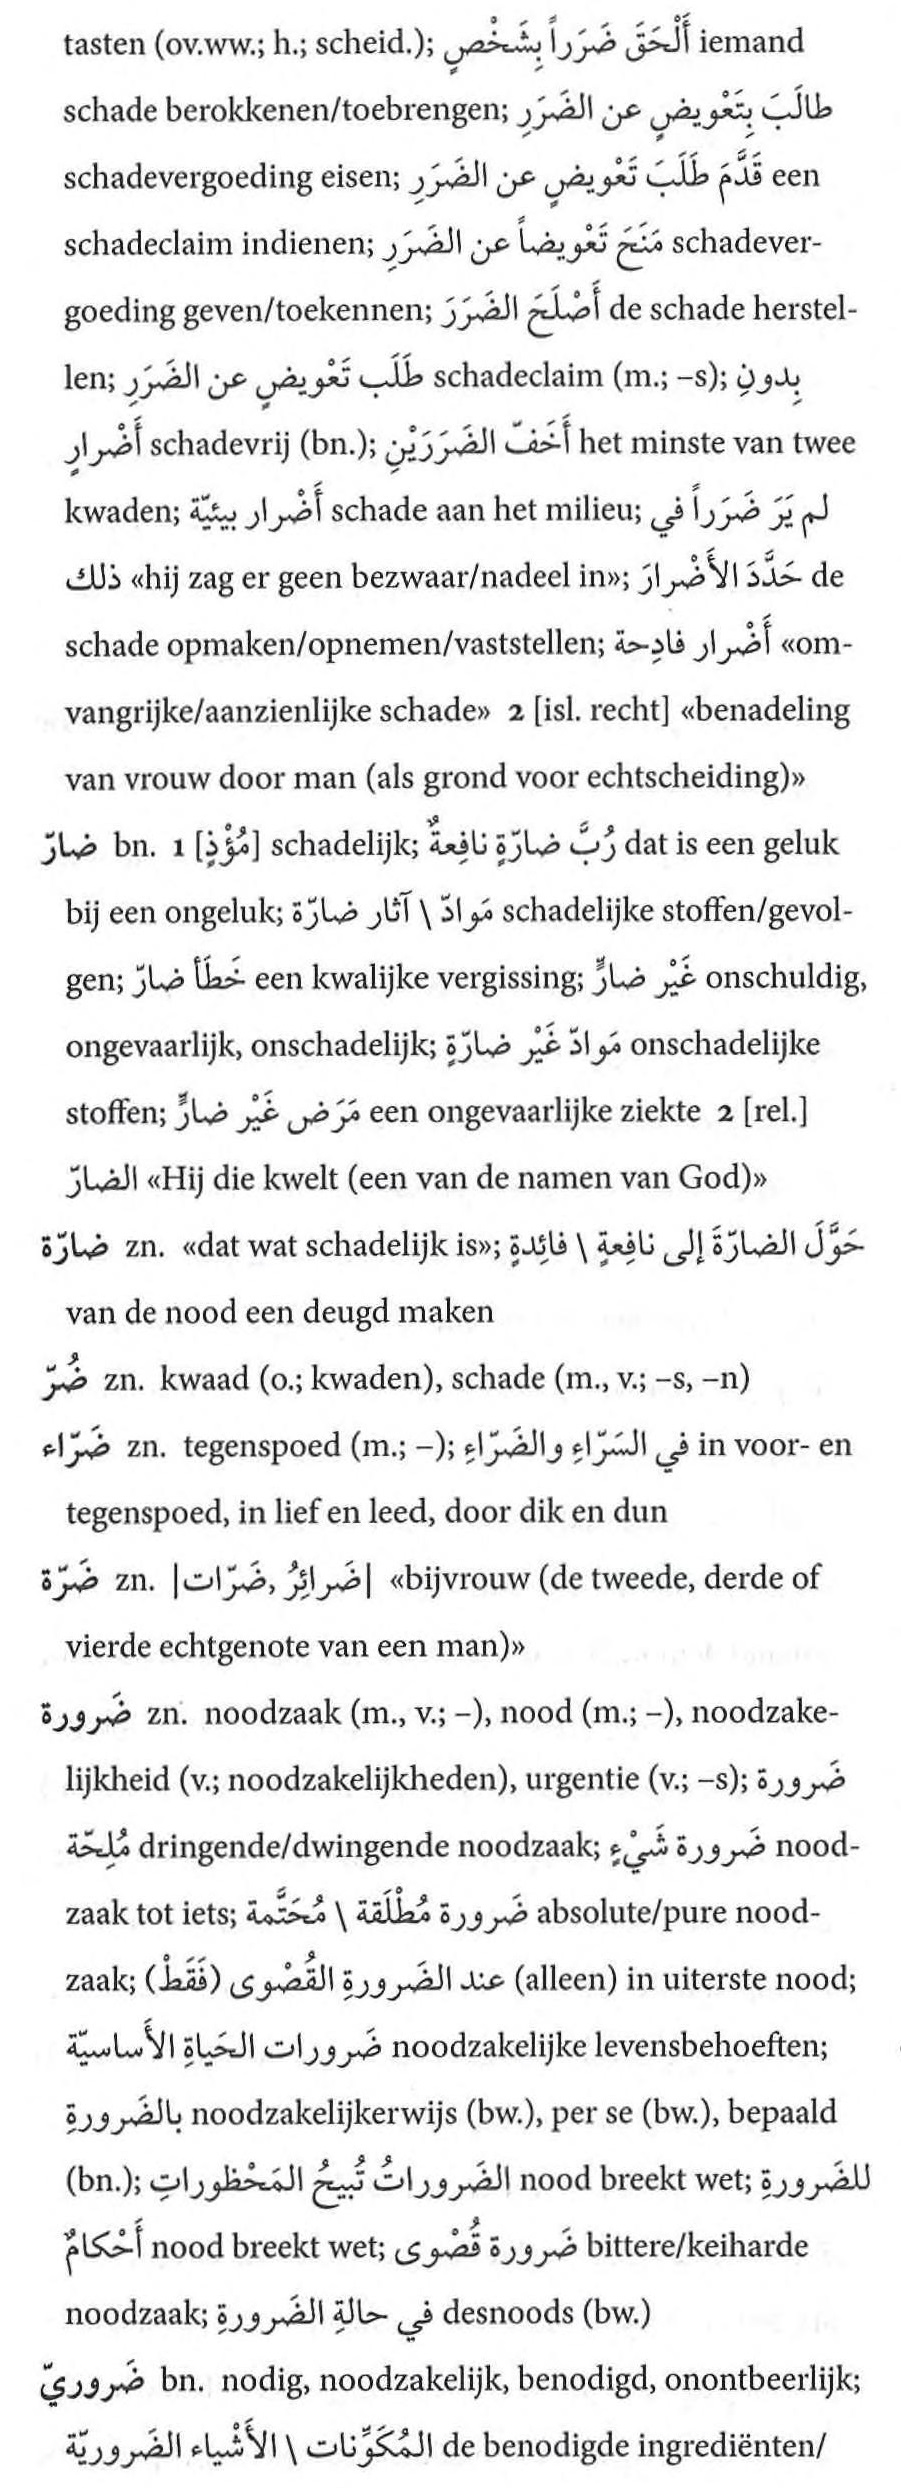 tasten (ov.ww.; h.; scheid.); أَلْحَقَ ضَرَراً بِشَخْصٍ iemand
schade berokkenen/toebrengen; طالَبَ بِتَعْويضٍ عن الضَرَرِ
schadevergoeding eisen; قَدَّمَ طَلَبَ تَعْويضٍ عن الضَرَرِ een
schadeclaim indienen; مَنَحَ تَعْويضاً عن الضَرَرِ schadever-
goeding geven/toekennen; أَصْلَحَ الضَرَرَ de schade herstel-
len; طَلَب تَعْويضٍ عن الضَرَرِ schadeclaim (m.; –s); بِدونِ
أَضْرارٍ schadevrij (bn.); أَخَفّ الضَرَرَيْنِ het minste van twee
kwaden; أَضْرار بيئيّة schade aan het milieu; لم يَرَ ضَرَراً في
ذلك «hij zag er geen bezwaar/nadeel in»; حَدَّدَ الأَضْرارَ de
schade opmaken/opnemen/vaststellen; أَضْرار فادِحة «om-
vangrijke/aanzienlijke schade» 2 [isl. recht] «benadeling
van vrouw door man (als grond voor echtscheiding)»
ضارّ bn. 1 [مُؤْذٍ] schadelijk; رُبَّ ضارّةٍ نافِعةٌ dat is een geluk
bij een ongeluk; مَوادّ \ آثار ضارّة schadelijke stoffen/gevol-
gen; خَطَأ ضارّ een kwalijke vergissing; غَيْر ضارٍّ onschuldig,
ongevaarlijk, onschadelijk; مَوادّ غَيْر ضارّةٍ onschadelijke
stoffen; مَرَض غَيْر ضارٍّ een ongevaarlijke ziekte 2 [rel.]
الضارّ «Hij die kwelt (een van de namen van God)»
ضارّة zn. «dat wat schadelijk is»; حَوَّلَ الضارّةَ إلى نافِعةٍ \ فائِدةٍ
van de nood een deugd maken
ضُرّ zn. kwaad (o.; kwaden), schade (m., v.; –s, –n)
ضَرّاء zn. tegenspoed (m.; –); في السَرّاءِ والضَرّاءِ in voor- en
tegenspoed, in lief en leed, door dik en dun
ضَرّة zn. |ضَرائِرُ ,ضَرّات| «bijvrouw (de tweede, derde of
vierde echtgenote van een man)»
ضَرورة zn. noodzaak (m., v.; –), nood (m.; –), noodzake-
lijkheid (v.; noodzakelijkheden), urgentie (v.; –s); ضَرورة
مُلِحّة dringende/dwingende noodzaak; ضَرورة شَيْءٍ nood-
zaak tot iets; ضَرورة مُطْلَقة \ مُحَتَّمة absolute/pure nood-
zaak; عند الضَرورةِ القُصْوى (فَقَطْ) (alleen) in uiterste nood;
ضَرورات الحَياةِ الأَساسيّة noodzakelijke levensbehoeften;
بالضَرورةِ noodzakelijkerwijs (bw.), per se (bw.), bepaald
(bn.); الضَروراتُ تُبيحُ المَحْظوراتِ nood breekt wet; للضَرورةِ
أَحْكامٌ nood breekt wet; ضَرورة قُصْوى bittere/keiharde
noodzaak; في حالةِ الضَرورةِ desnoods (bw.)
ضَروريّ bn. nodig, noodzakelijk, benodigd, onontbeerlijk;
المُكَوِّنات \ الأَشْياء الضَروريّة de benodigde ingrediënten/